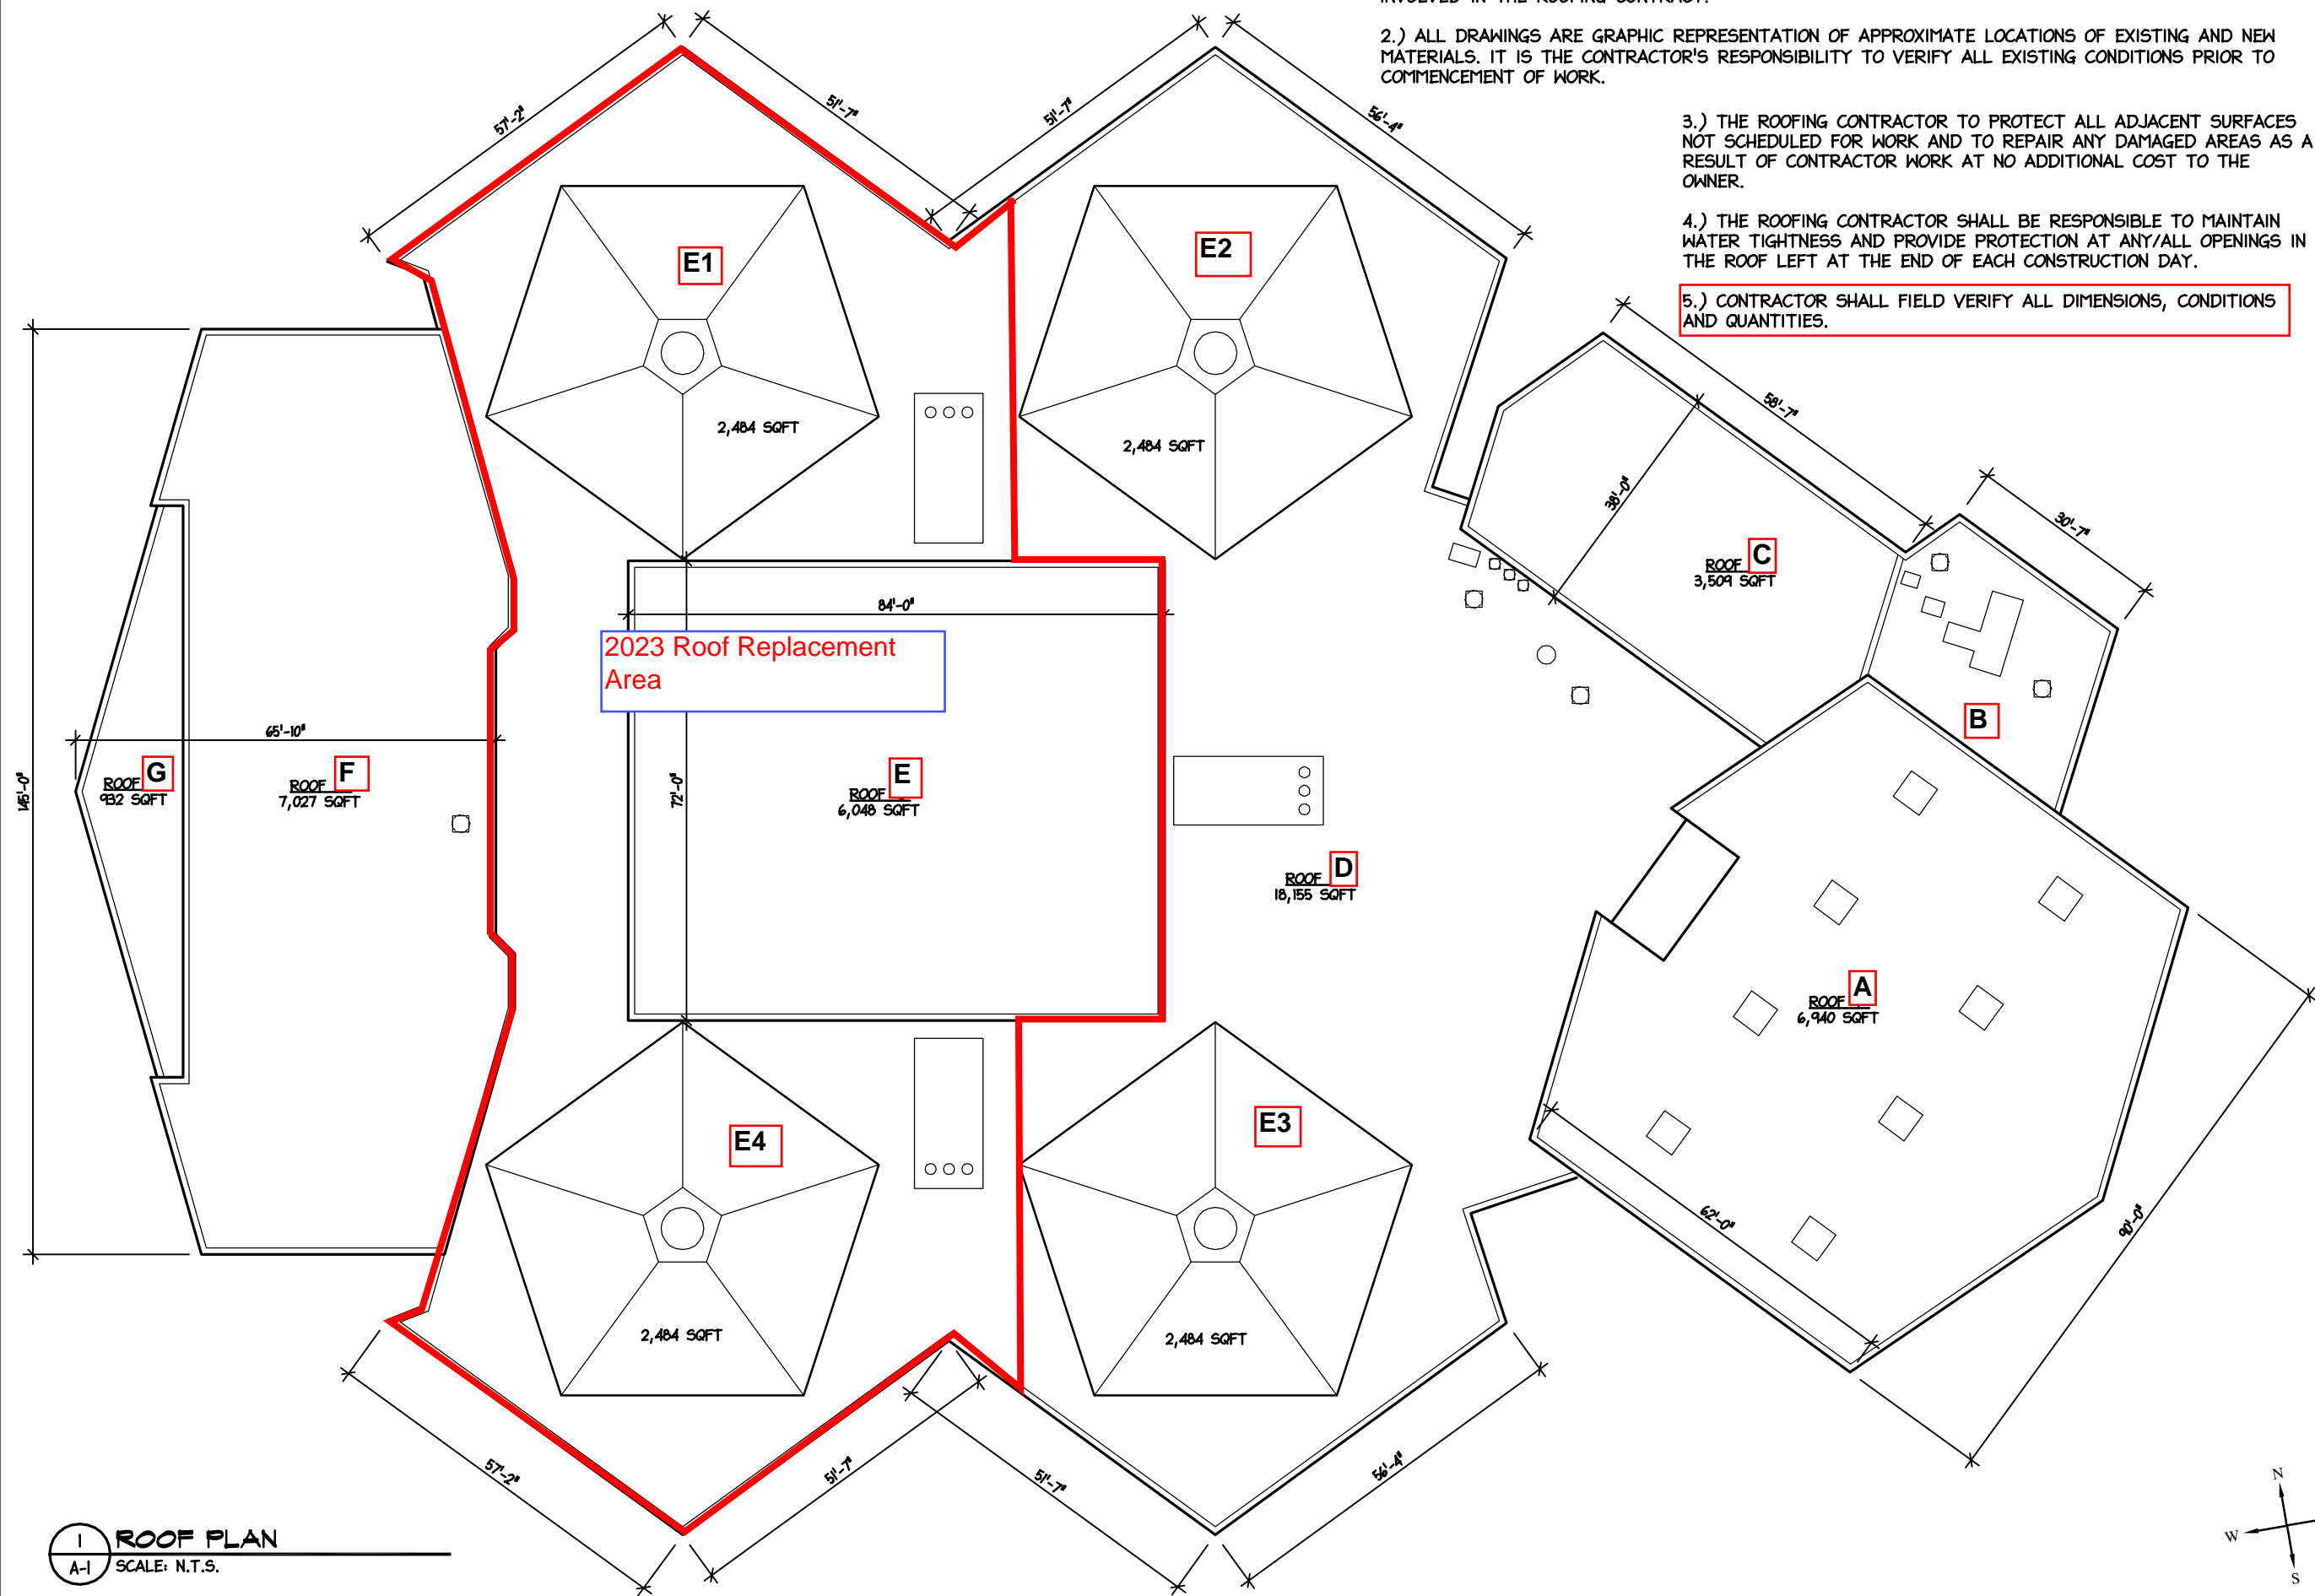 INVOLVED IN THE ROOFING CONTRACT.
2.) ALL DRAWINGS ARE GRAPHIC REPRESENTATION OF APPROXIMATE LOCATIONS OF EXISTING AND NEW
MATERIALS. IT IS THE CONTRACTOR'S RESPONSIBILITY TO VERIFY ALL EXISTING CONDITIONS PRIOR TO
COMMENCEMENT OF WORK.
3.) THE ROOFING CONTRACTOR TO PROTECT ALL ADJACENT SURFACES
NOT SCHEDULED FOR WORK AND TO REPAIR ANY DAMAGED AREAS AS A
RESULT OF CONTRACTOR WORK AT NO ADDITIONAL COST TO THE
OWNER.
4.) THE ROOFING CONTRACTOR SHALL BE RESPONSIBLE TO MAINTAIN
WATER TIGHTNESS AND PROVIDE PROTECTION AT ANY/ALL OPENINGS IN
THE ROOF LEFT AT THE END OF EACH CONSTRUCTION DAY.
5.) CONTRACTOR SHALL FIELD VERIFY ALL DIMENSIONS, CONDITIONS
AND QUANTITIES.
57'-2"
51'-7"
51'-7"
56'-4"
E1
2,484 SQFT
E2
2,484 SQFT
58'-7"
38'-0"
30'-7"
ROOF C
3,509 SQFT
B
84'-0"
2023 Roof Replacement
Area
72'-0"
145'-0"
65'-10"
ROOF G
932 SQFT
ROOF F
7,027 SQFT
ROOF E
6,048 SQFT
ROOF D
18,155 SQFT
ROOF A
6,940 SQFT
62'-0"
90'-0"
E4
2,484 SQFT
E3
2,484 SQFT
57'-2"
51'-7"
51'-7"
56'-4"
1
A-1
ROOF PLAN
SCALE: N.T.S.
N
W
S